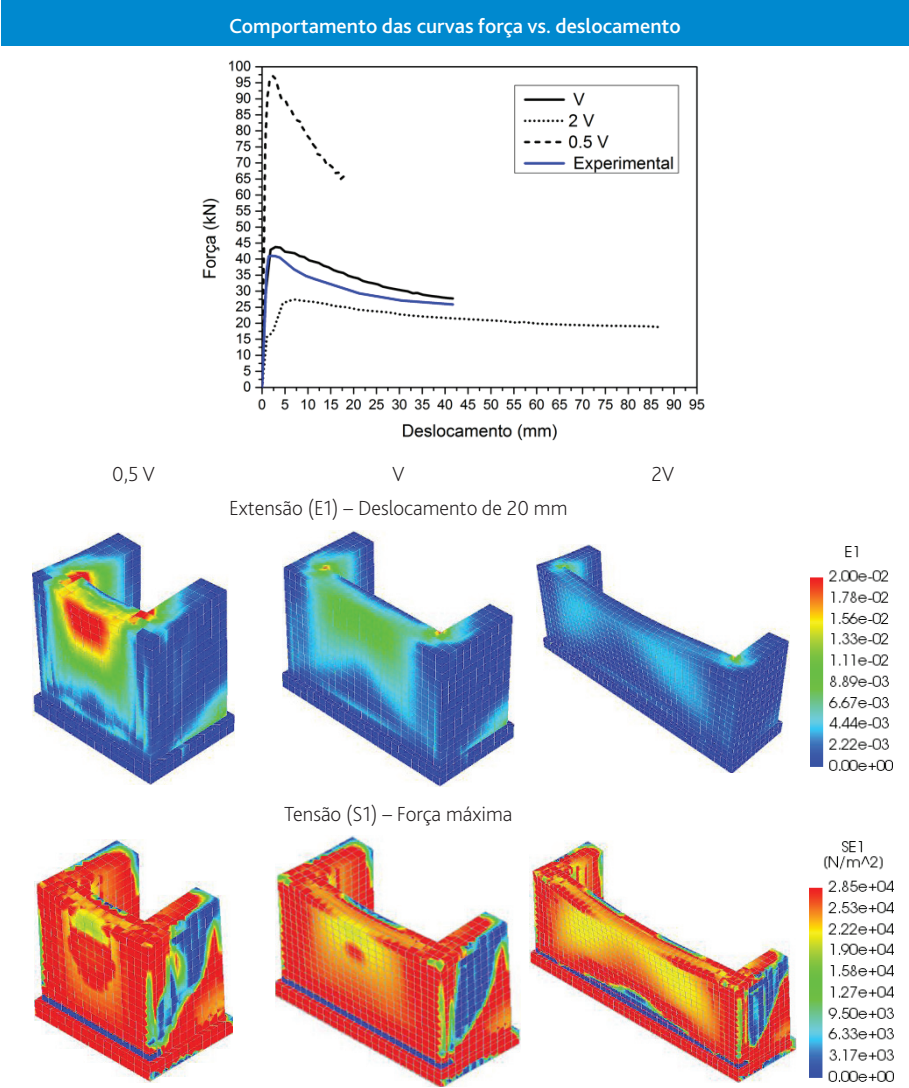 Comportamento das curvas força vs. deslocamento
100
95
90
85
80
75
70
65
60
55
50
45
40
35
30
25
20
15
10
5
0
Força (kN)
V
2 V
0.5 V
Experimental
0 5 10 15 20 25 30 35 40 45 50 55 60 65 70 75 80 85 90 95
Deslocamento (mm)
0,5 V V 2V
Extensão (E1) – Deslocamento de 20 mm
E1
2.00e-02
1.78e-02
1.56e-02
1.33e-02
1.11e-02
8.89e-03
6.67e-03
4.44e-03
2.22e-03
0.00e+00
Tensão (S1) – Força máxima
SE1
(N/m^2)
2.85e+04
2.53e+04
2.22e+04
1.90e+04
1.58e+04
1.27e+04
9.50e+03
6.33e+03
3.17e+03
0.00e+00